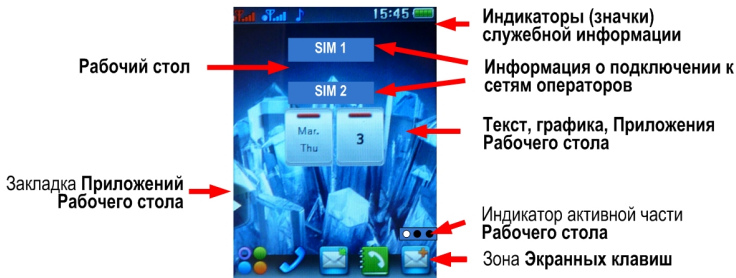 15:45
Индикаторы (значки)
служебной информации
SIM 1
Рабочий стол
Информация о подключении к
сетям операторов
SIM 2
Mar.
Thu
3
Текст, графика, Приложения
Рабочего стола
Закладка Приложений
Рабочего стола
Индикатор активной части
Рабочего стола
Зона Экранных клавиш